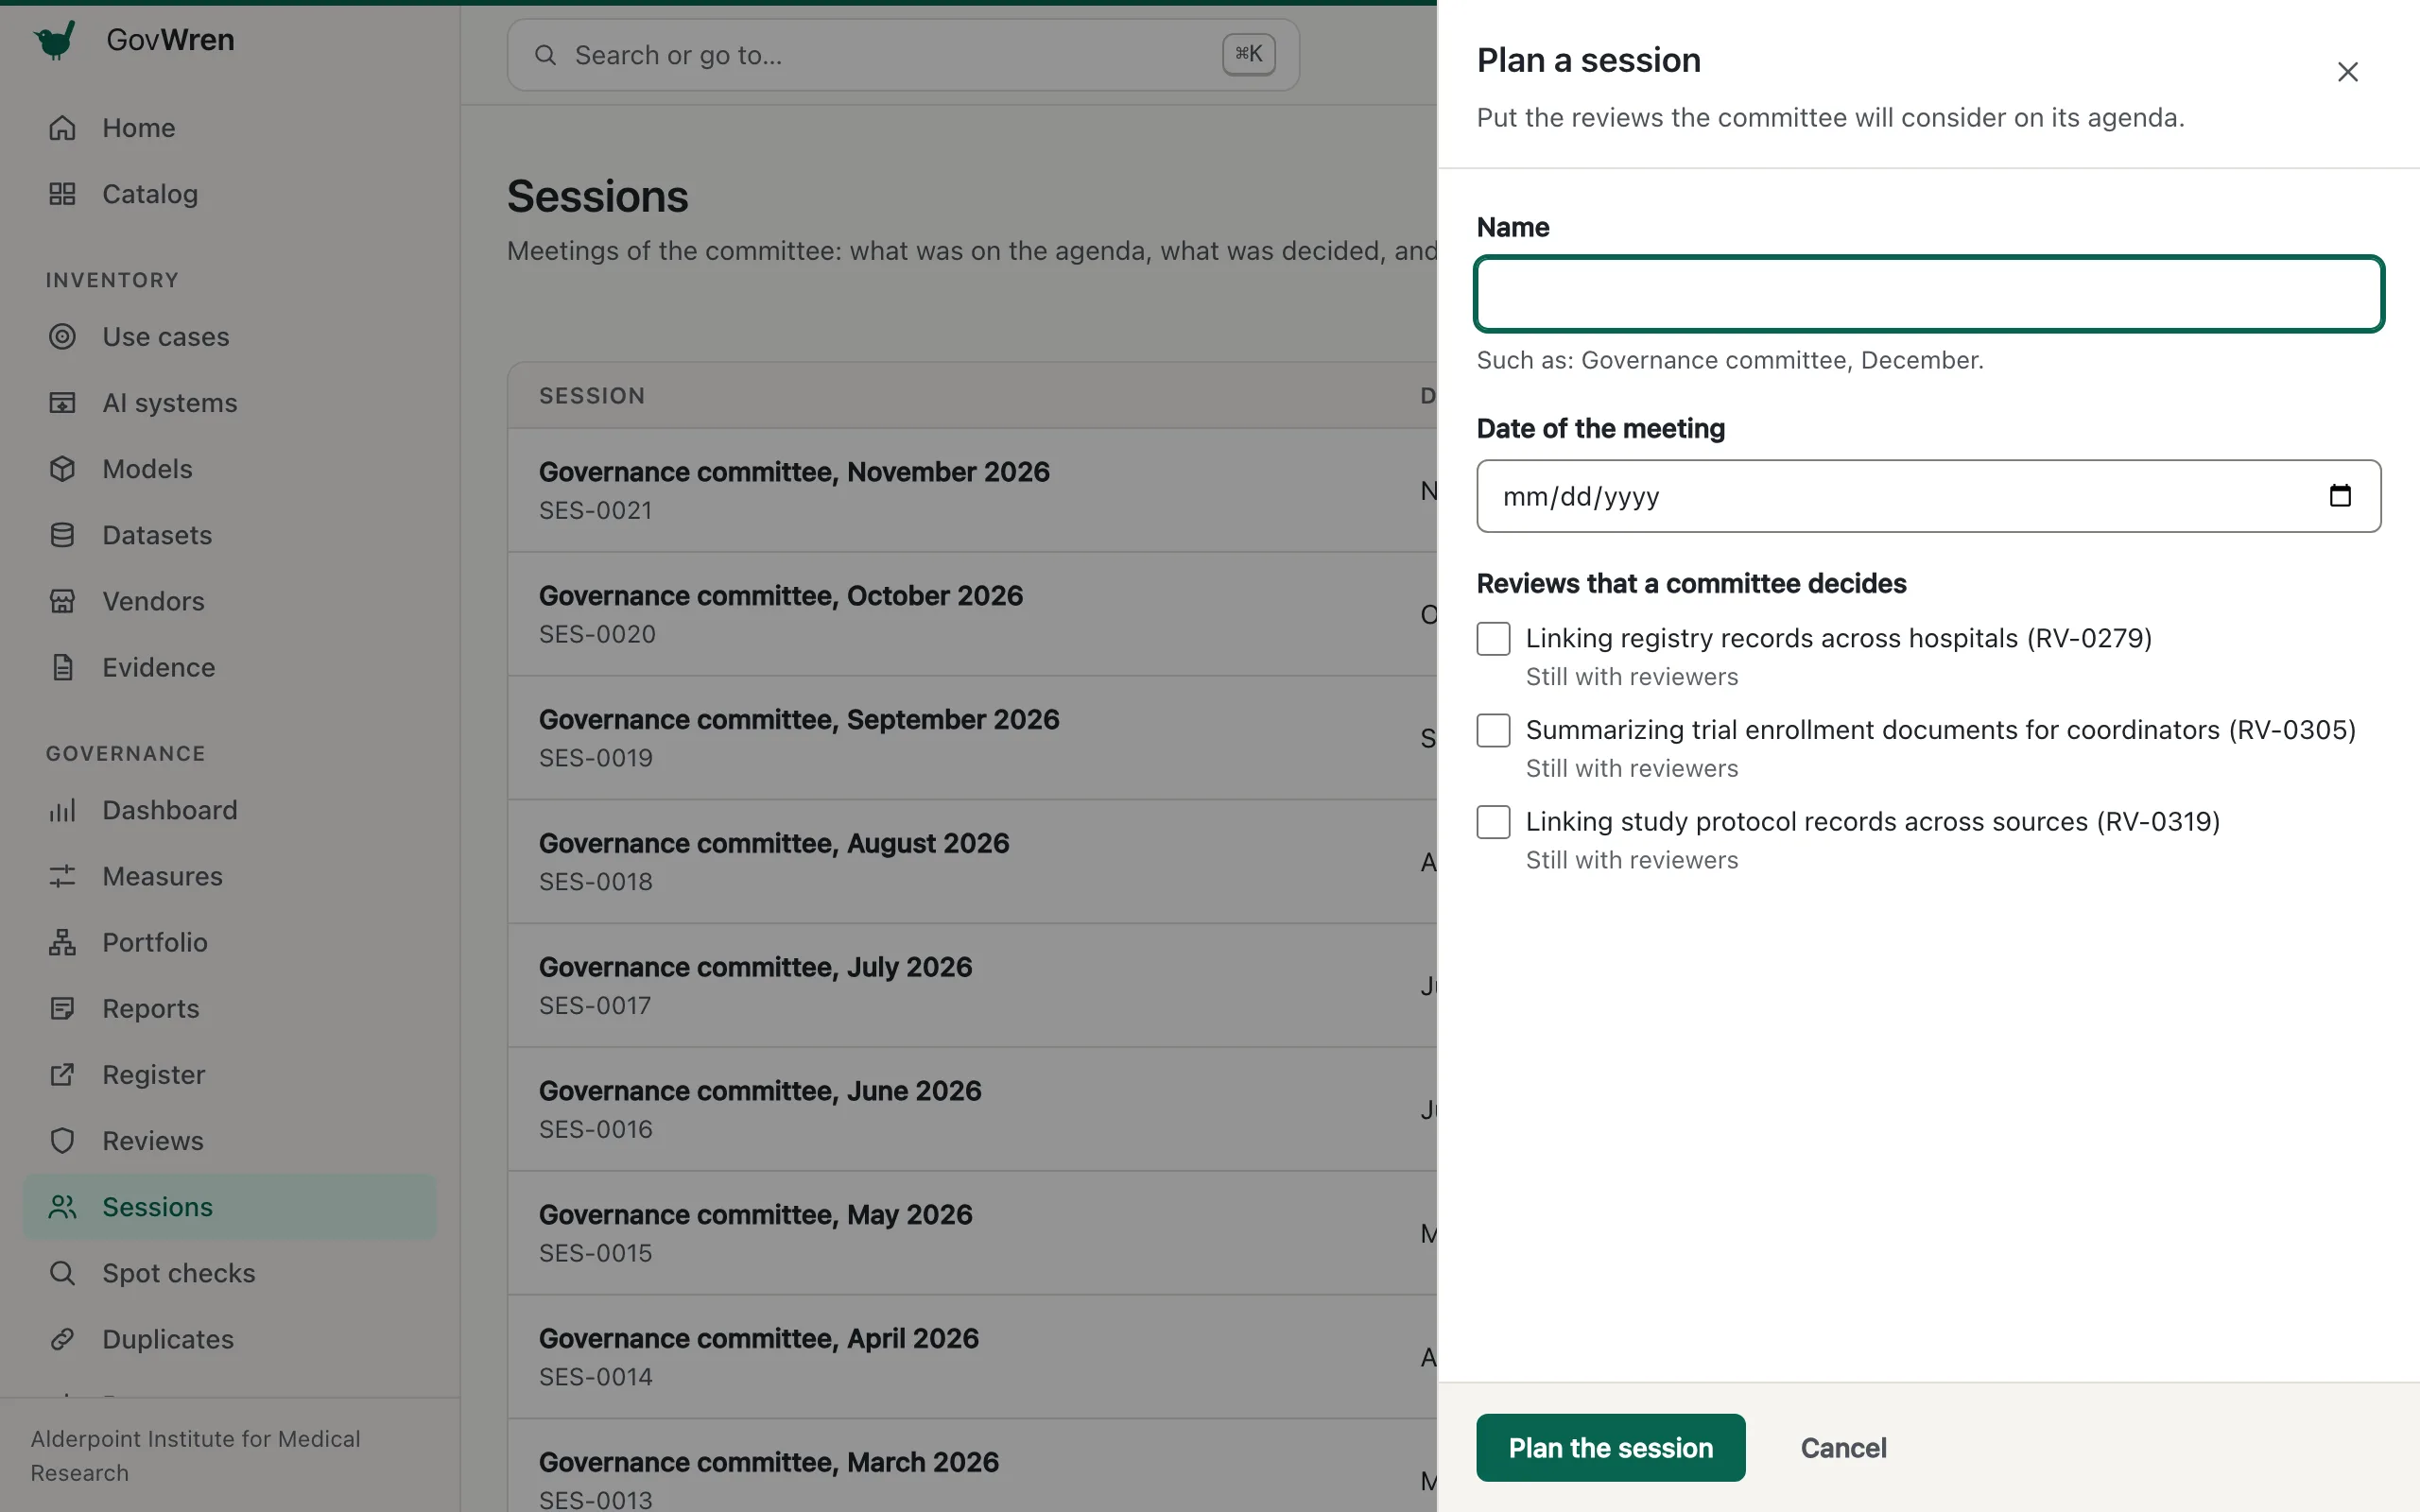 GovWren
Home
Catalog
INVENTORY
Use cases
AI systems
Models
Datasets
Vendors
Evidence
GOVERNANCE
Dashboard
Measures
Portfolio
Reports
Register
Reviews
Sessions
Spot checks
Duplicates
Alderpoint Institute for Medical
Research
Search or go to...
⌘K
Sessions
Meetings of the committee: what was on the agenda, what was decided, and
SESSION
Governance committee, November 2026
SES-0021
Governance committee, October 2026
SES-0020
Governance committee, September 2026
SES-0019
Governance committee, August 2026
SES-0018
Governance committee, July 2026
SES-0017
Governance committee, June 2026
SES-0016
Governance committee, May 2026
SES-0015
Governance committee, April 2026
SES-0014
Governance committee, March 2026
SES-0013
Plan a session
Put the reviews the committee will consider on its agenda.
Name
Such as: Governance committee, December.
Date of the meeting
mm/dd/yyyy
Reviews that a committee decides
Linking registry records across hospitals (RV-0279)
Still with reviewers
Summarizing trial enrollment documents for coordinators (RV-0305)
Still with reviewers
Linking study protocol records across sources (RV-0319)
Still with reviewers
Plan the session
Cancel